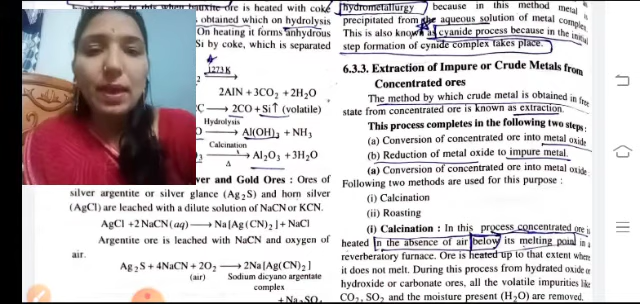 bauxite ore is heated with coke
obtained which on hydrolysis
On heating it forms anhydrous
Si by coke, which is separated
1273 K
2AlN + 3CO2 + 2H2O
C ⟶ 2CO + Si↑ (volatile)
Hydrolysis
⟶ Al(OH)3 + NH3
Calcination
⟶ Al2O3 + 3H2O
Δ
ver and Gold Ores : Ores of
silver argentite or silver glance (Ag2S) and horn silver
(AgCl) are leached with a dilute solution of NaCN or KCN.
AgCl + 2 NaCN (aq) ⟶ Na[Ag(CN)2] + NaCl
Argentite ore is leached with NaCN and oxygen of
air.
Ag2S + 4NaCN + 2O2 ⟶ 2Na [Ag(CN)2]
(air) Sodium dicyano argentate
complex
+ Na2SO4
hydrometallurgy because in this method metal is
precipitated from the aqueous solution of metal complex
This is also known as cyanide process because in the initial
step formation of cynide complex takes place.
6.3.3. Extraction of Impure or Crude Metals from
Concentrated ores
The method by which crude metal is obtained in free
state from concentrated ore is known as extraction.
This process completes in the following two steps:
(a) Conversion of concentrated ore into metal oxide
(b) Reduction of metal oxide to impure metal.
(a) Conversion of concentrated ore into metal oxide
Following two methods are used for this purpose :
(i) Calcination
(ii) Roasting
(i) Calcination : In this process concentrated ore is
heated in the absence of air below its melting point in a
reverberatory furnace. Ore is heated up to that extent where
it does not melt. During this process from hydrated oxide or
hydroxide or carbonate ores, all the volatile impurities like
CO2, SO2 and the moisture present (H2O) are removed.